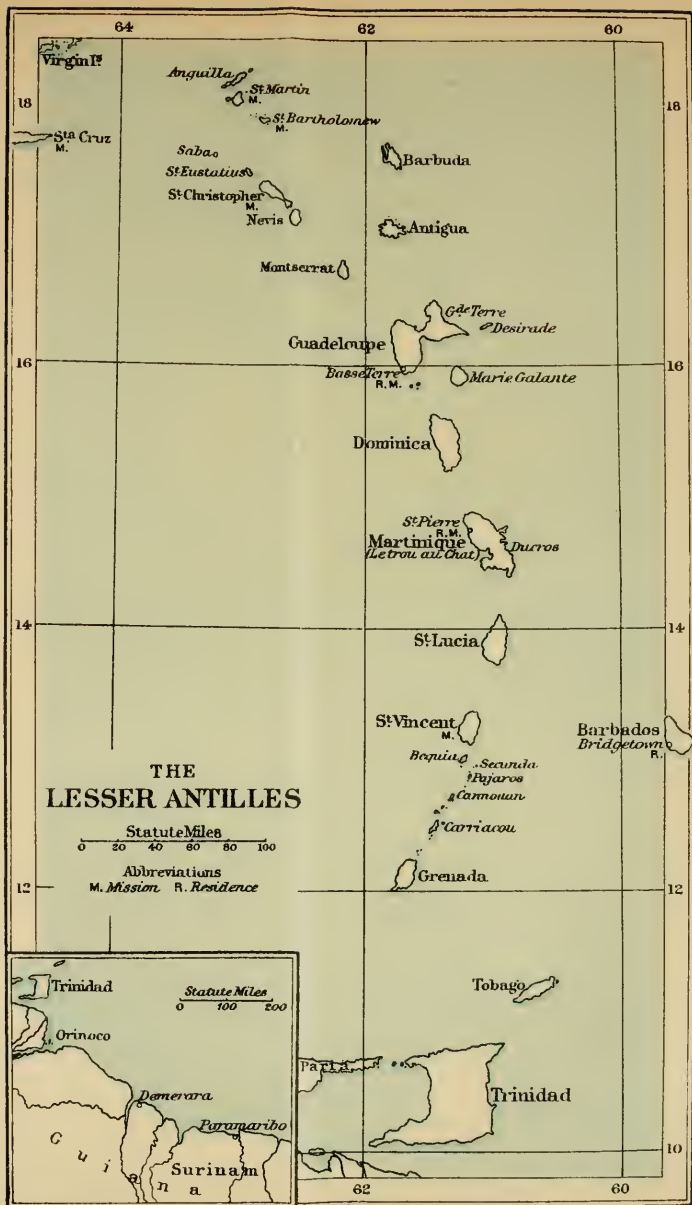 64 62 60
Virgin Is.
Anguilla
18 18
St. Martin
M.
St. Bartholomew
M.
Sta Cruz
M.
Saba
Barbuda
St. Eustatius
St. Christopher
M.
Nevis
Antigua
Montserrat
Gde Terre
Desirade
Guadeloupe
16 16
Basse Terre
R.M.
Marie Galante
Dominica
St. Pierre
R.M.
Martinique
(Letrou au Chat)
Ducros
14 14
St. Lucia
St. Vincent
M.
Barbados
Bridgetown
R.
Bequia
Secunda
Pajaros
Cannouan
Carriacou
THE
LESSER ANTILLES
Statute Miles
0 20 40 60 80 100
Abbreviations
M. Mission R. Residence
12 12
Grenada
Tobago
Trinidad
Statute Miles
0 100 200
Orinoco
Demerara
Paramaribo
Guiana
Surinam
Paria
Trinidad
10
62 60